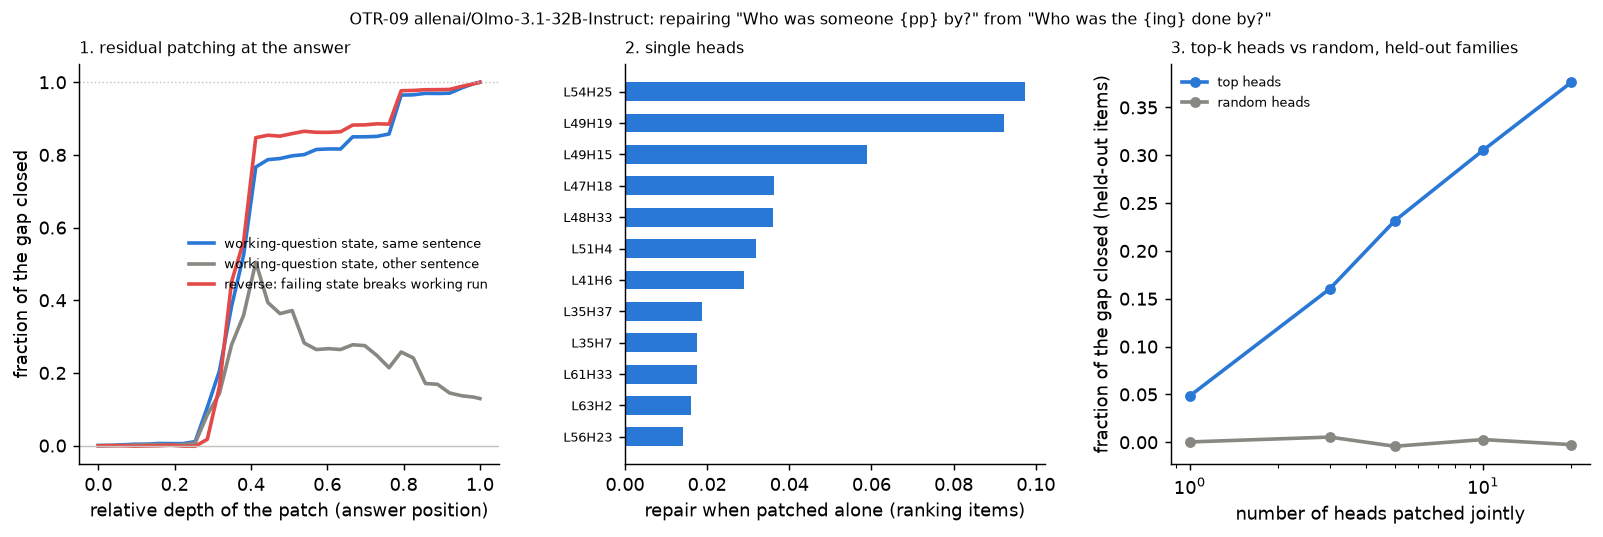 OTR-09 allenai/Olmo-3.1-32B-Instruct: repairing "Who was someone {pp} by?" from "Who was the {ing} done by?"
1. residual patching at the answer
fraction of the gap closed
1.0
0.8
0.6
0.4
0.2
0.0
working-question state, same sentence
working-question state, other sentence
reverse: failing state breaks working run
0.0 0.2 0.4 0.6 0.8 1.0
relative depth of the patch (answer position)
2. single heads
L54H25
L49H19
L49H15
L47H18
L48H33
L51H4
L41H6
L35H37
L35H7
L61H33
L63H2
L56H23
0.00 0.02 0.04 0.06 0.08 0.10
repair when patched alone (ranking items)
3. top-k heads vs random, held-out families
fraction of the gap closed (held-out items)
top heads
random heads
0.35
0.30
0.25
0.20
0.15
0.10
0.05
0.00
10⁰ 10¹
number of heads patched jointly